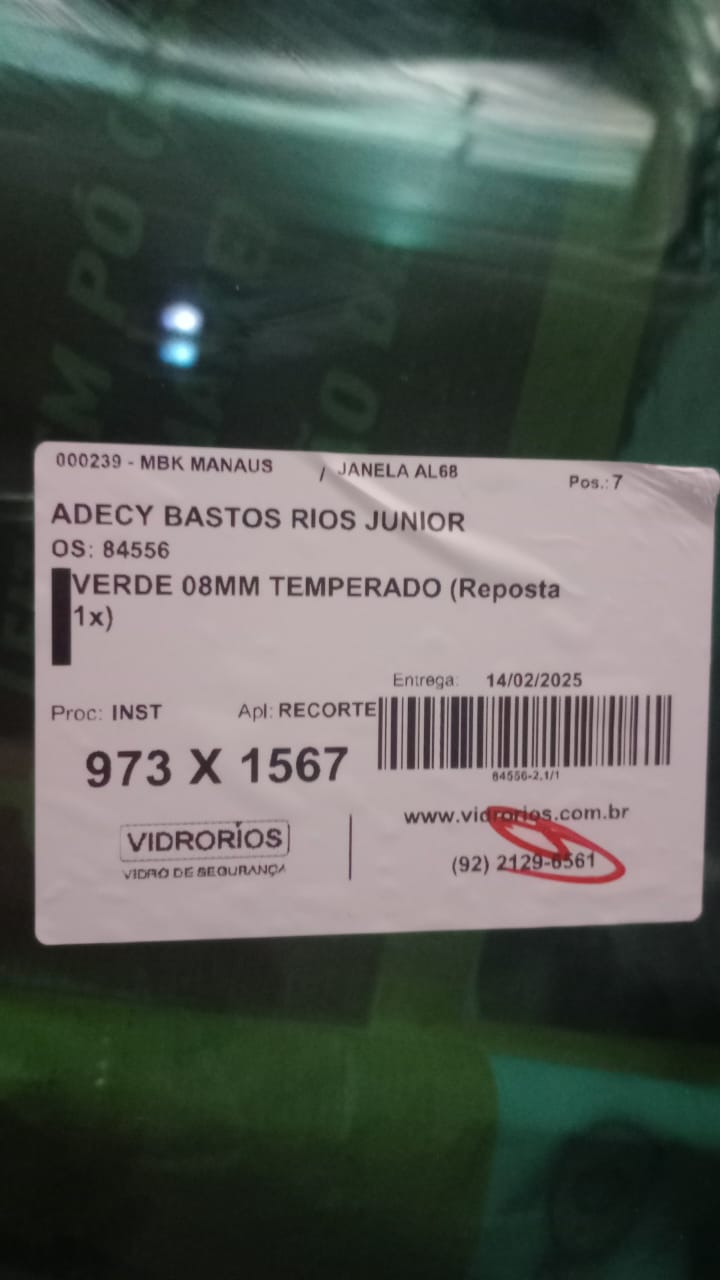 M PÓ
000239 - MBK MANAUS / JANELA AL68 Pos.: 7
ADECY BASTOS RIOS JUNIOR
OS: 84556
VERDE 08MM TEMPERADO (Reposta
1x)
Entrega: 14/02/2025
Proc: INST Apl: RECORTE
84556-2.1/1
973 X 1567
www.vidrorios.com.br
VIDRORÍOS
VIDRO DE SEGURANÇA
(92) 2129-6561